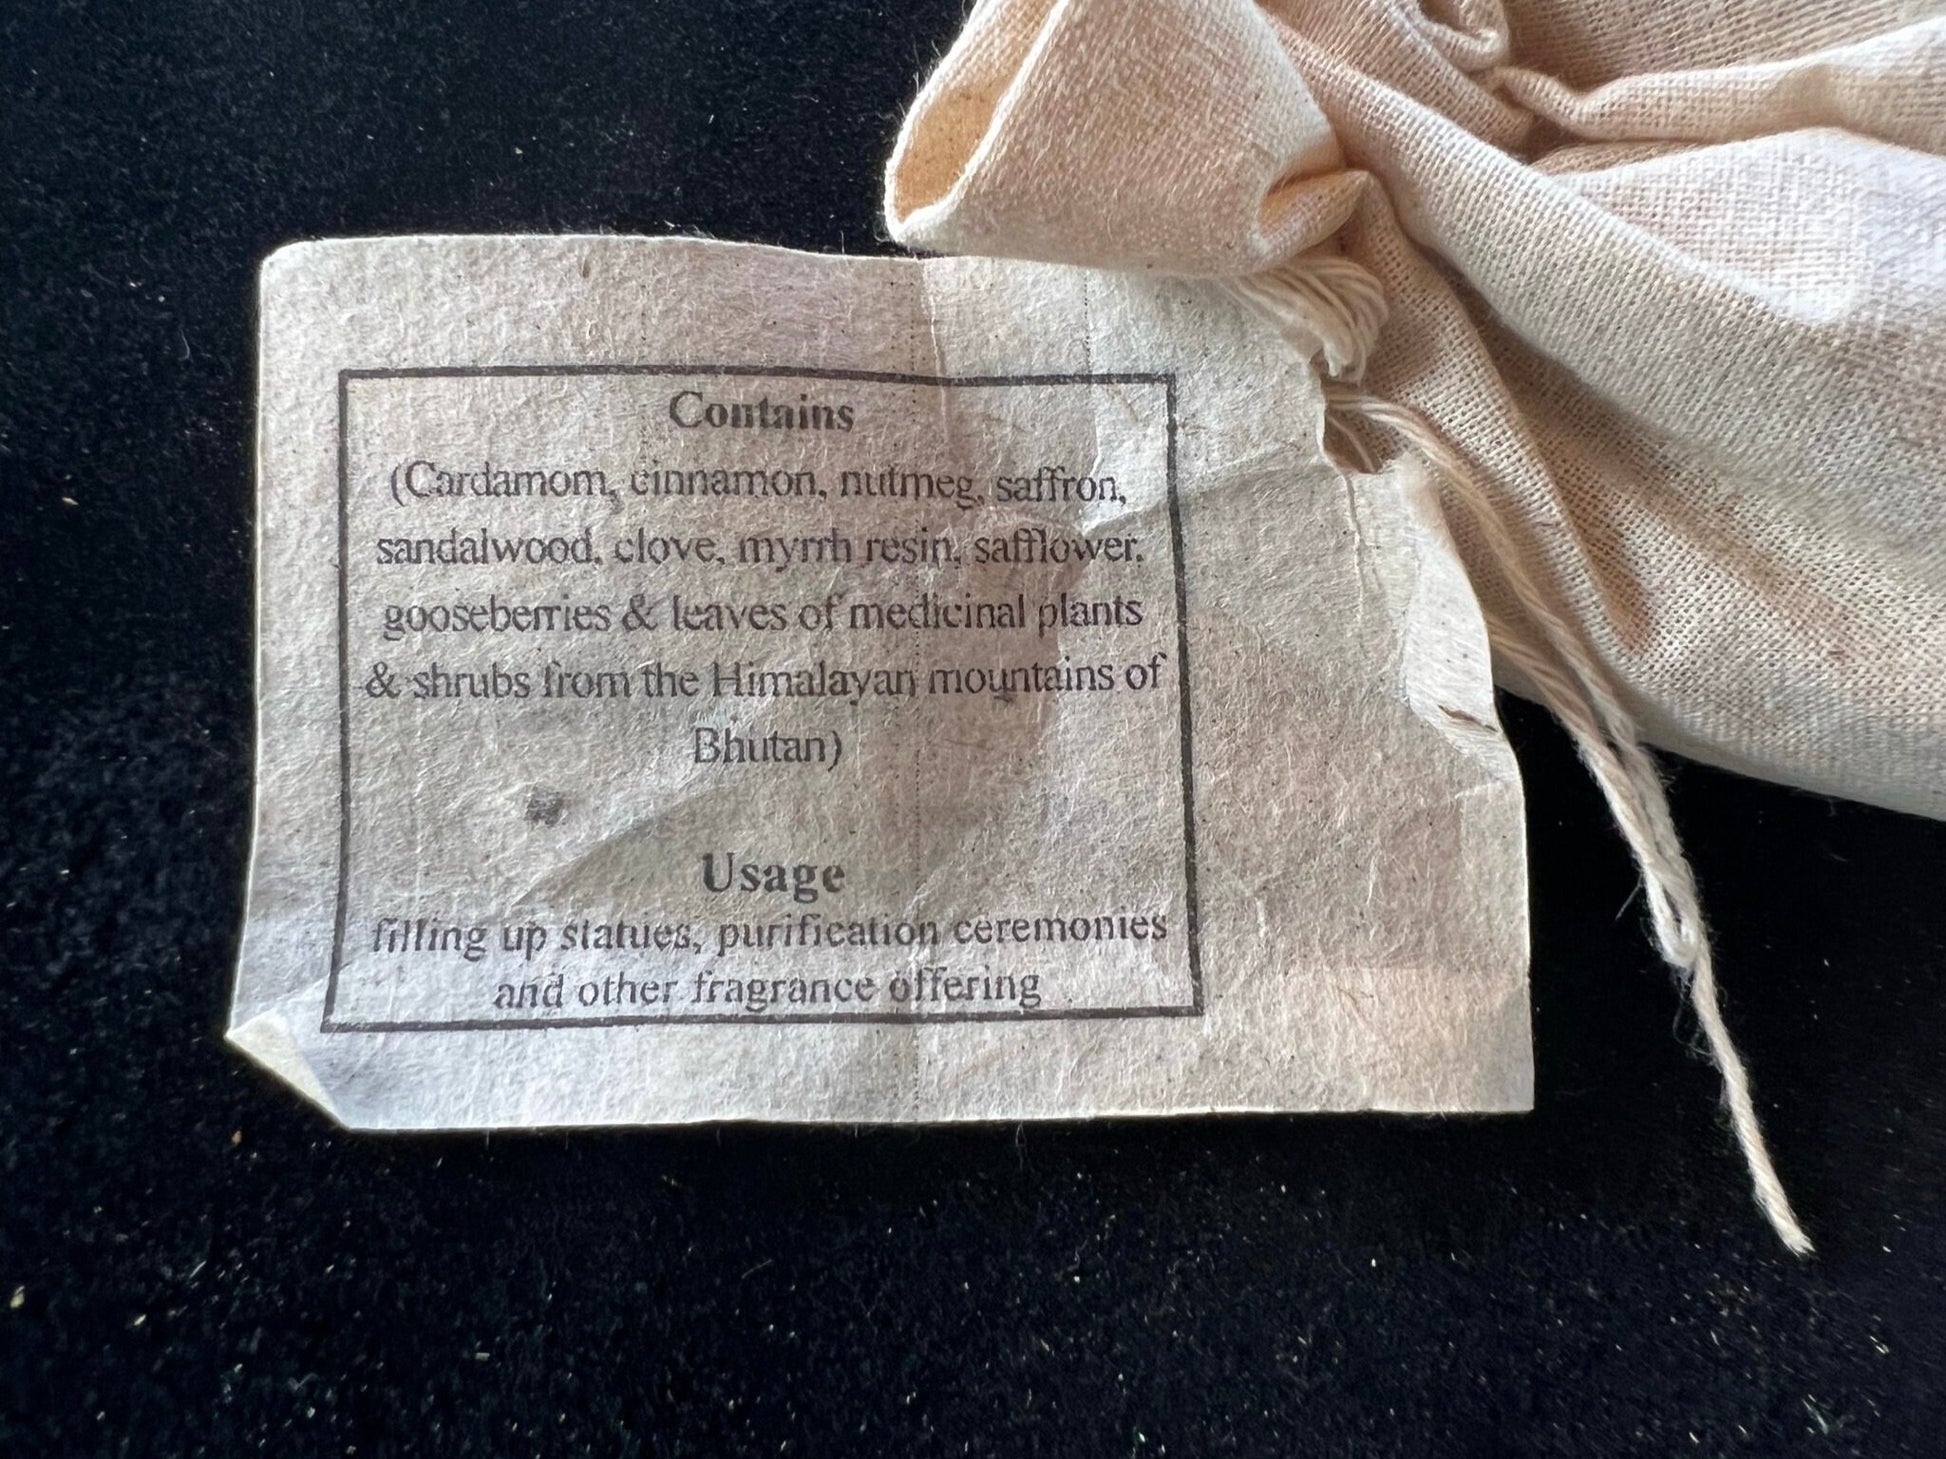 Contains
(Cardamom, cinnamon, nutmeg, saffron,
sandalwood, clove, myrrh resin, safflower,
gooseberries & leaves of medicinal plants
& shrubs from the Himalayan mountains of
Bhutan)
Usage
filling up statues, purification ceremonies
and other fragrance offering